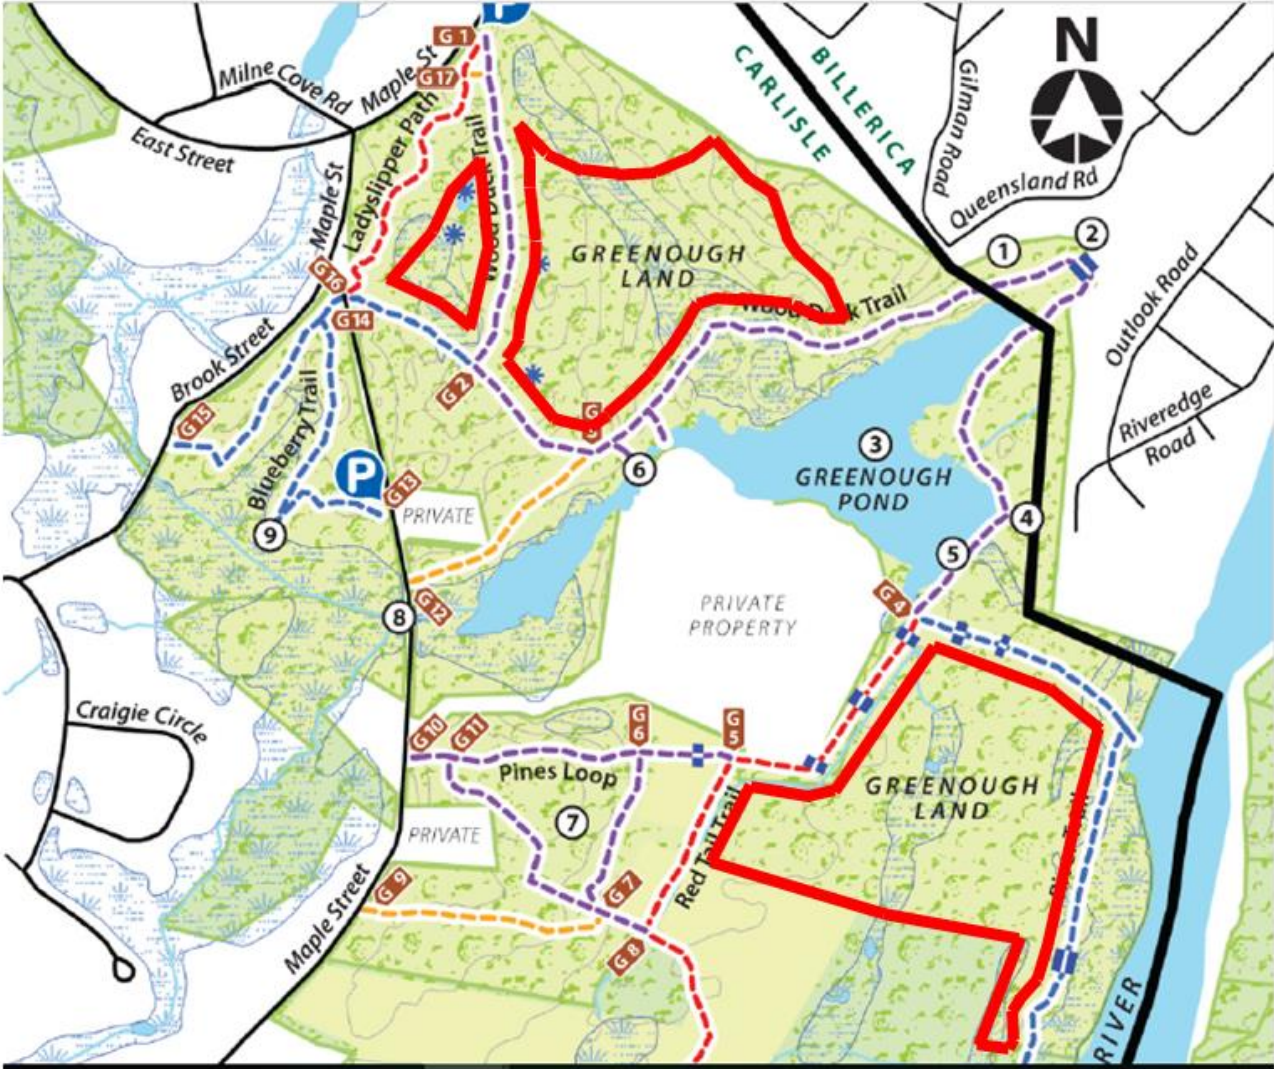 P
G 1
Milne Cove Rd
Maple St
G 17
East Street
CARLISLE
BILLERICA
Gilman Road
N
Queensland Rd
Maple St
Ladyslipper Path
Wood Duck Trail
GREENOUGH
LAND
1
2
Outlook Road
G 16
G 14
Wood Duck Trail
Brook Street
G 2
G 15
Blueberry Trail
Riveredge
Road
P
G 13
PRIVATE
6
3
GREENOUGH
POND
9
4
5
G 12
8
G 4
PRIVATE
PROPERTY
Craigie Circle
G 10
G 11
G 6
G 5
Pines Loop
7
GREENOUGH
LAND
PRIVATE
Red Tail Trail
G 9
G 7
G 8
Maple Street
RIVER